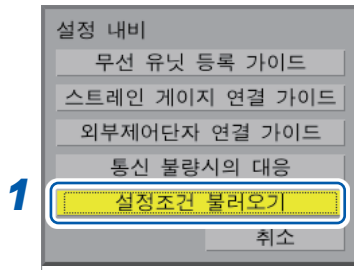 설정 내비
무선 유닛 등록 가이드
스트레인 게이지 연결 가이드
외부제어단자 연결 가이드
통신 불량시의 대응
1 설정조건 불러오기
취소